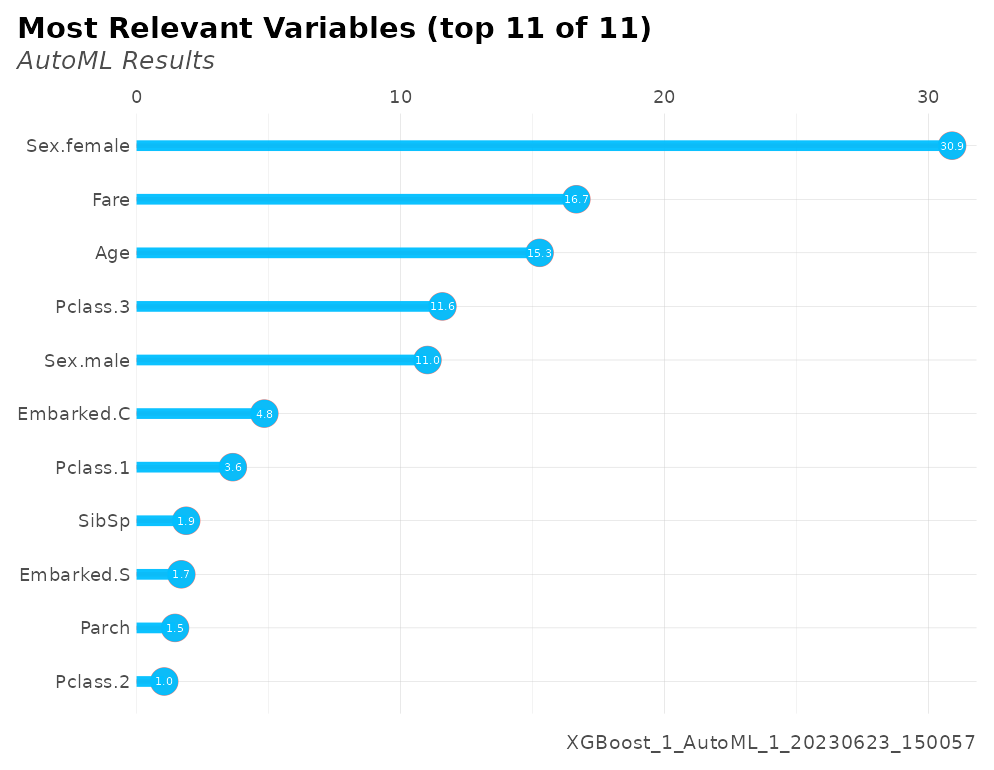 Most Relevant Variables (top 11 of 11)
AutoML Results
0 10 20 30
Sex.female 30.9
Fare 16.7
Age 15.3
Pclass.3 11.6
Sex.male 11.0
Embarked.C 4.8
Pclass.1 3.6
SibSp 1.9
Embarked.S 1.7
Parch 1.5
Pclass.2 1.0
XGBoost_1_AutoML_1_20230623_150057